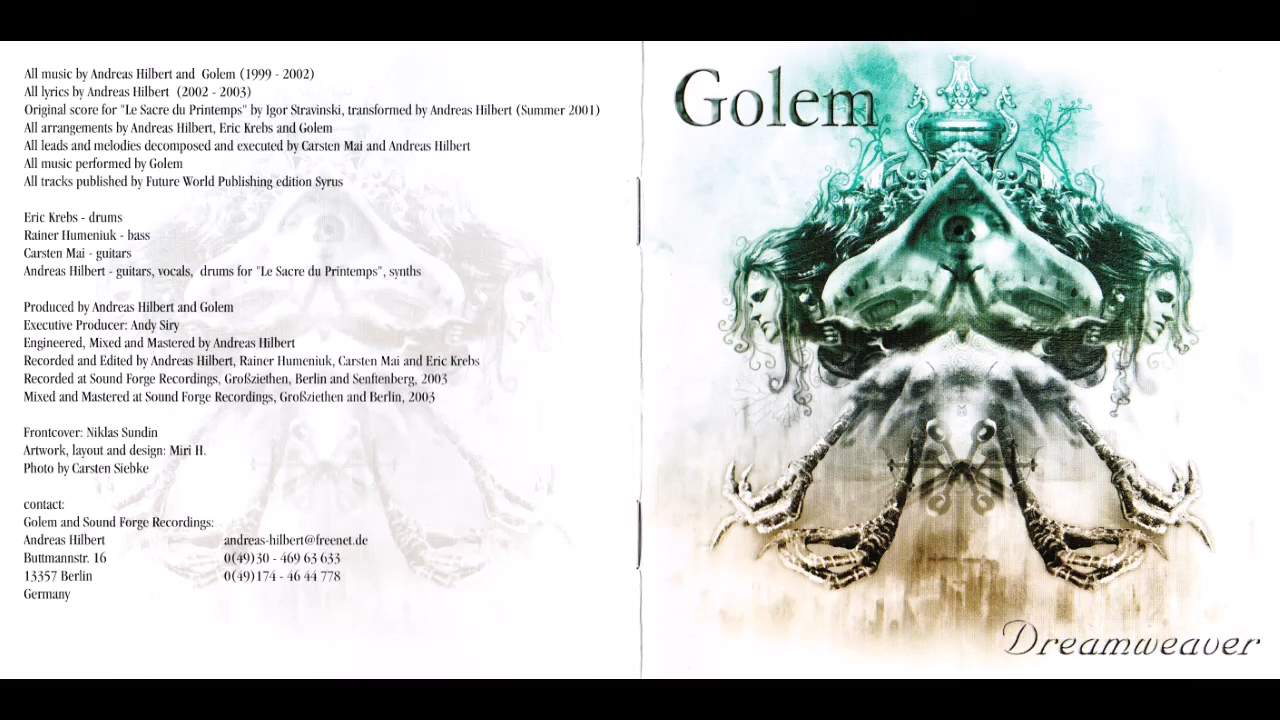 All music by Andreas Hilbert and Golem (1999 - 2002)
All lyrics by Andreas Hilbert (2002 - 2003)
Original score for "Le Sacre du Printemps" by Igor Stravinski, transformed by Andreas Hilbert (Summer 2001)
All arrangements by Andreas Hilbert, Eric Krebs and Golem
All leads and melodies decomposed and executed by Carsten Mai and Andreas Hilbert
All music performed by Golem
All tracks published by Future World Publishing edition Syrus
Eric Krebs - drums
Rainer Humeniuk - bass
Carsten Mai - guitars
Andreas Hilbert - guitars, vocals, drums for "Le Sacre du Printemps", synths
Produced by Andreas Hilbert and Golem
Executive Producer: Andy Siry
Engineered, Mixed and Mastered by Andreas Hilbert
Recorded and Edited by Andreas Hilbert, Rainer Humeniuk, Carsten Mai and Eric Krebs
Recorded at Sound Forge Recordings, Großziethen, Berlin and Senftenberg, 2003
Mixed and Mastered at Sound Forge Recordings, Großziethen and Berlin, 2003
Frontcover: Niklas Sundin
Artwork, layout and design: Miri H.
Photo by Carsten Siebke
contact:
Golem and Sound Forge Recordings:
Andreas Hilbert andreas-hilbert@freenet.de
Buttmannstr. 16 0(49)30 - 469 63 633
13357 Berlin 0(49)174 - 46 44 778
Germany
Golem
Dreamweaver